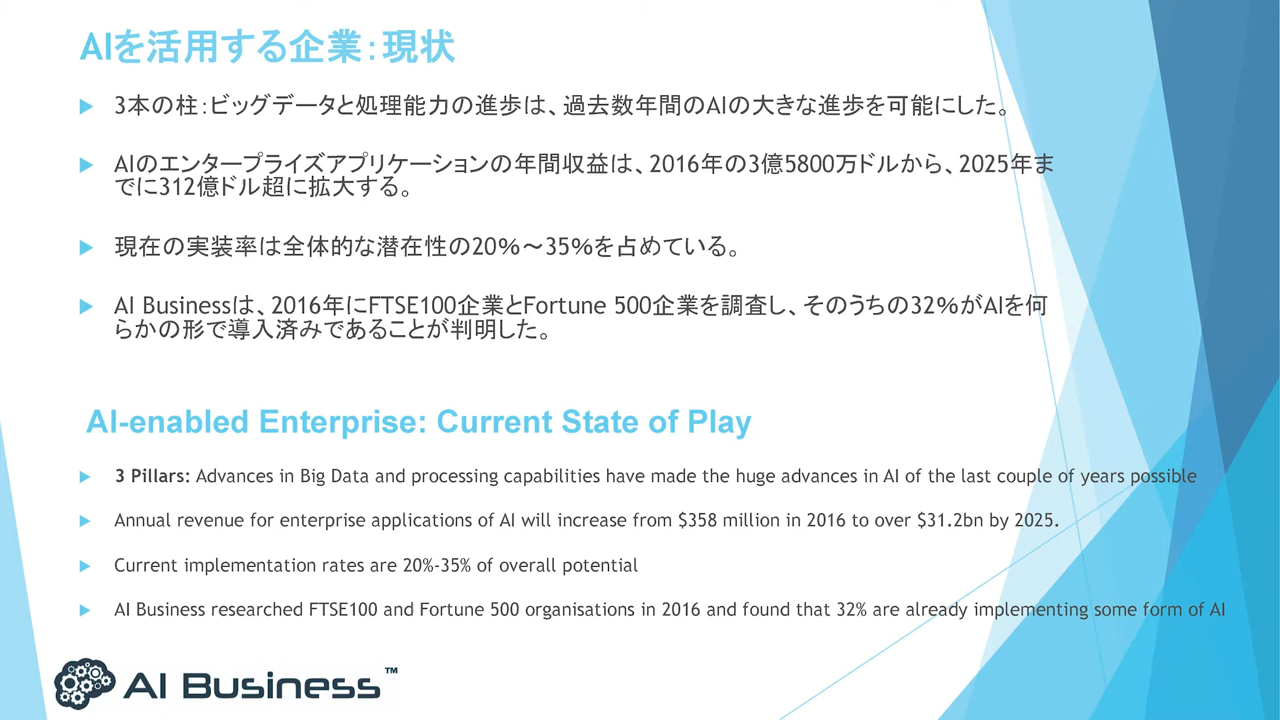 AIを活用する企業：現状
3本の柱：ビッグデータと処理能力の進歩は、過去数年間のAIの大きな進歩を可能にした。
AIのエンタープライズアプリケーションの年間収益は、2016年の3億5800万ドルから、2025年ま
でに312億ドル超に拡大する。
現在の実装率は全体的な潜在性の20%～35%を占めている。
AI Businessは、2016年にFTSE100企業とFortune 500企業を調査し、そのうちの32%がAIを何
らかの形で導入済みであることが判明した。
AI-enabled Enterprise: Current State of Play
3 Pillars: Advances in Big Data and processing capabilities have made the huge advances in AI of the last couple of years possible
Annual revenue for enterprise applications of AI will increase from $358 million in 2016 to over $31.2bn by 2025.
Current implementation rates are 20%-35% of overall potential
AI Business researched FTSE100 and Fortune 500 organisations in 2016 and found that 32% are already implementing some form of AI
AI Business™